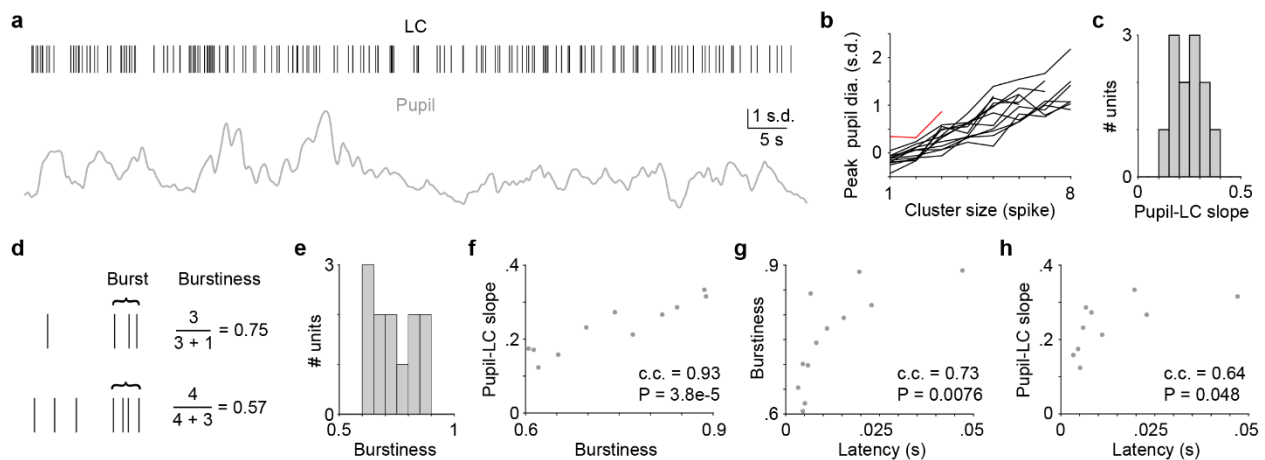 a
LC
Pupil
1 s.d.
5 s
b
Peak pupil dia. (s.d.)
2
1
0
1
8
Cluster size (spike)
c
# units
3
0
0.5
Pupil-LC slope
d
Burst
Burstiness
3
3 + 1
= 0.75
4
4 + 3
= 0.57
e
# units
3
0
0.5
1
Burstiness
f
Pupil-LC slope
.4
.2
0
c.c. = 0.93
P = 3.8e-5
0.6
0.9
Burstiness
g
Burstiness
.9
.6
c.c. = 0.73
P = 0.0076
0
.025
.05
Latency (s)
h
Pupil-LC slope
.4
.2
0
c.c. = 0.64
P = 0.048
0
.025
.05
Latency (s)